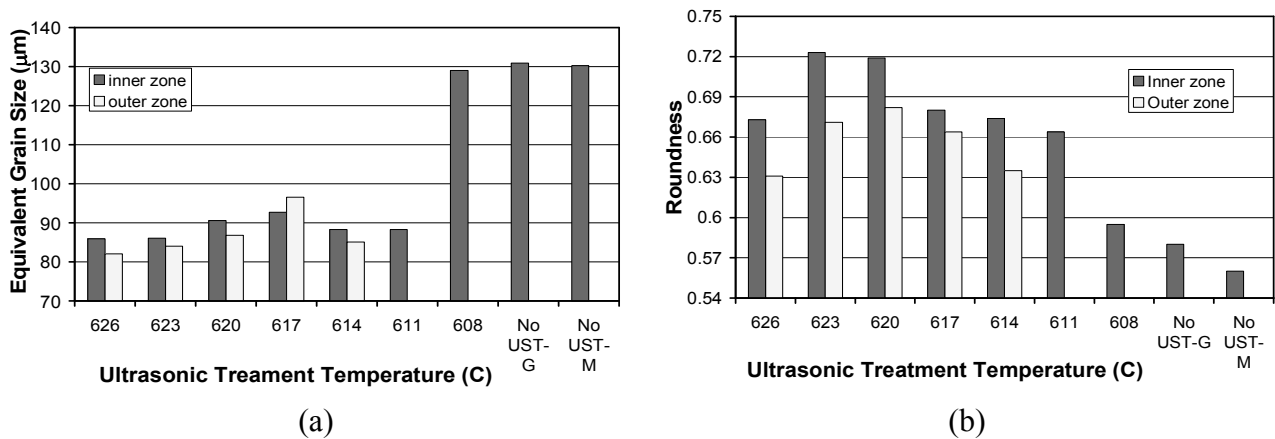 Equivalent Grain Size (μm)
140
130
120
110
100
90
80
70
inner zone
outer zone
626 623 620 617 614 611 608 No UST-G No UST-M
Ultrasonic Treament Temperature (C)
(a)
Roundness
0.75
0.72
0.69
0.66
0.63
0.6
0.57
0.54
Inner zone
Outer zone
626 623 620 617 614 611 608 No UST-G No UST-M
Ultrasonic Treatment Temperature (C)
(b)